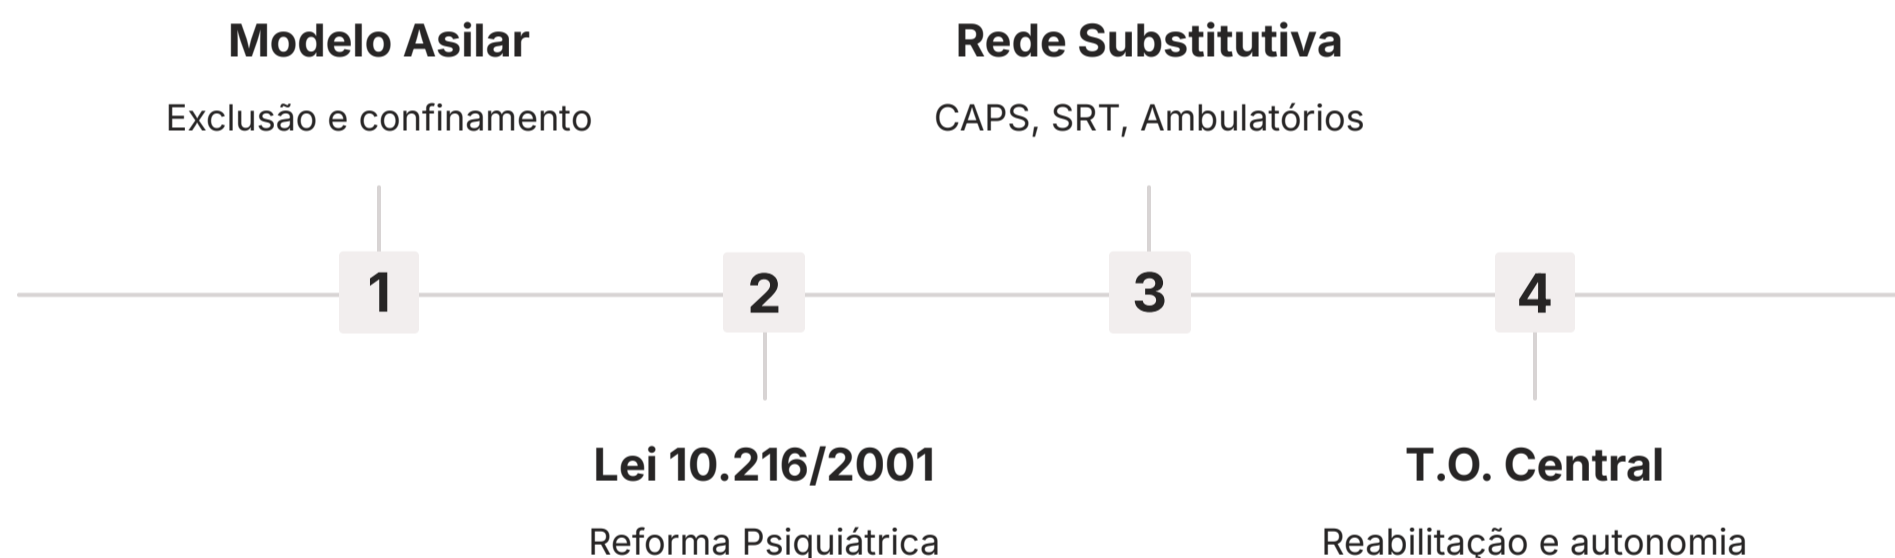 Modelo Asilar
Exclusão e confinamento
Rede Substitutiva
CAPS, SRT, Ambulatórios
1
2
3
4
Lei 10.216/2001
Reforma Psiquiátrica
T.O. Central
Reabilitação e autonomia